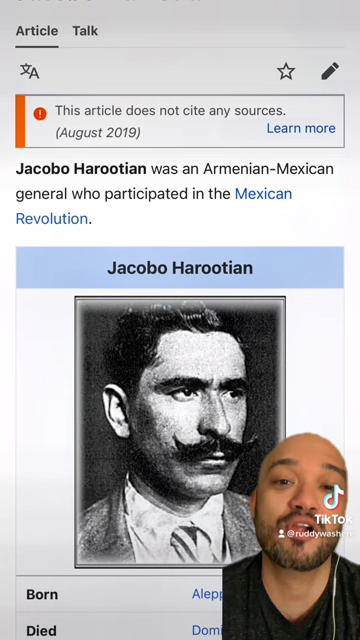 Article Talk
This article does not cite any sources.
(August 2019) Learn more
Jacobo Harootian was an Armenian-Mexican
general who participated in the Mexican
Revolution.
Jacobo Harootian
TikTok
Born
Died